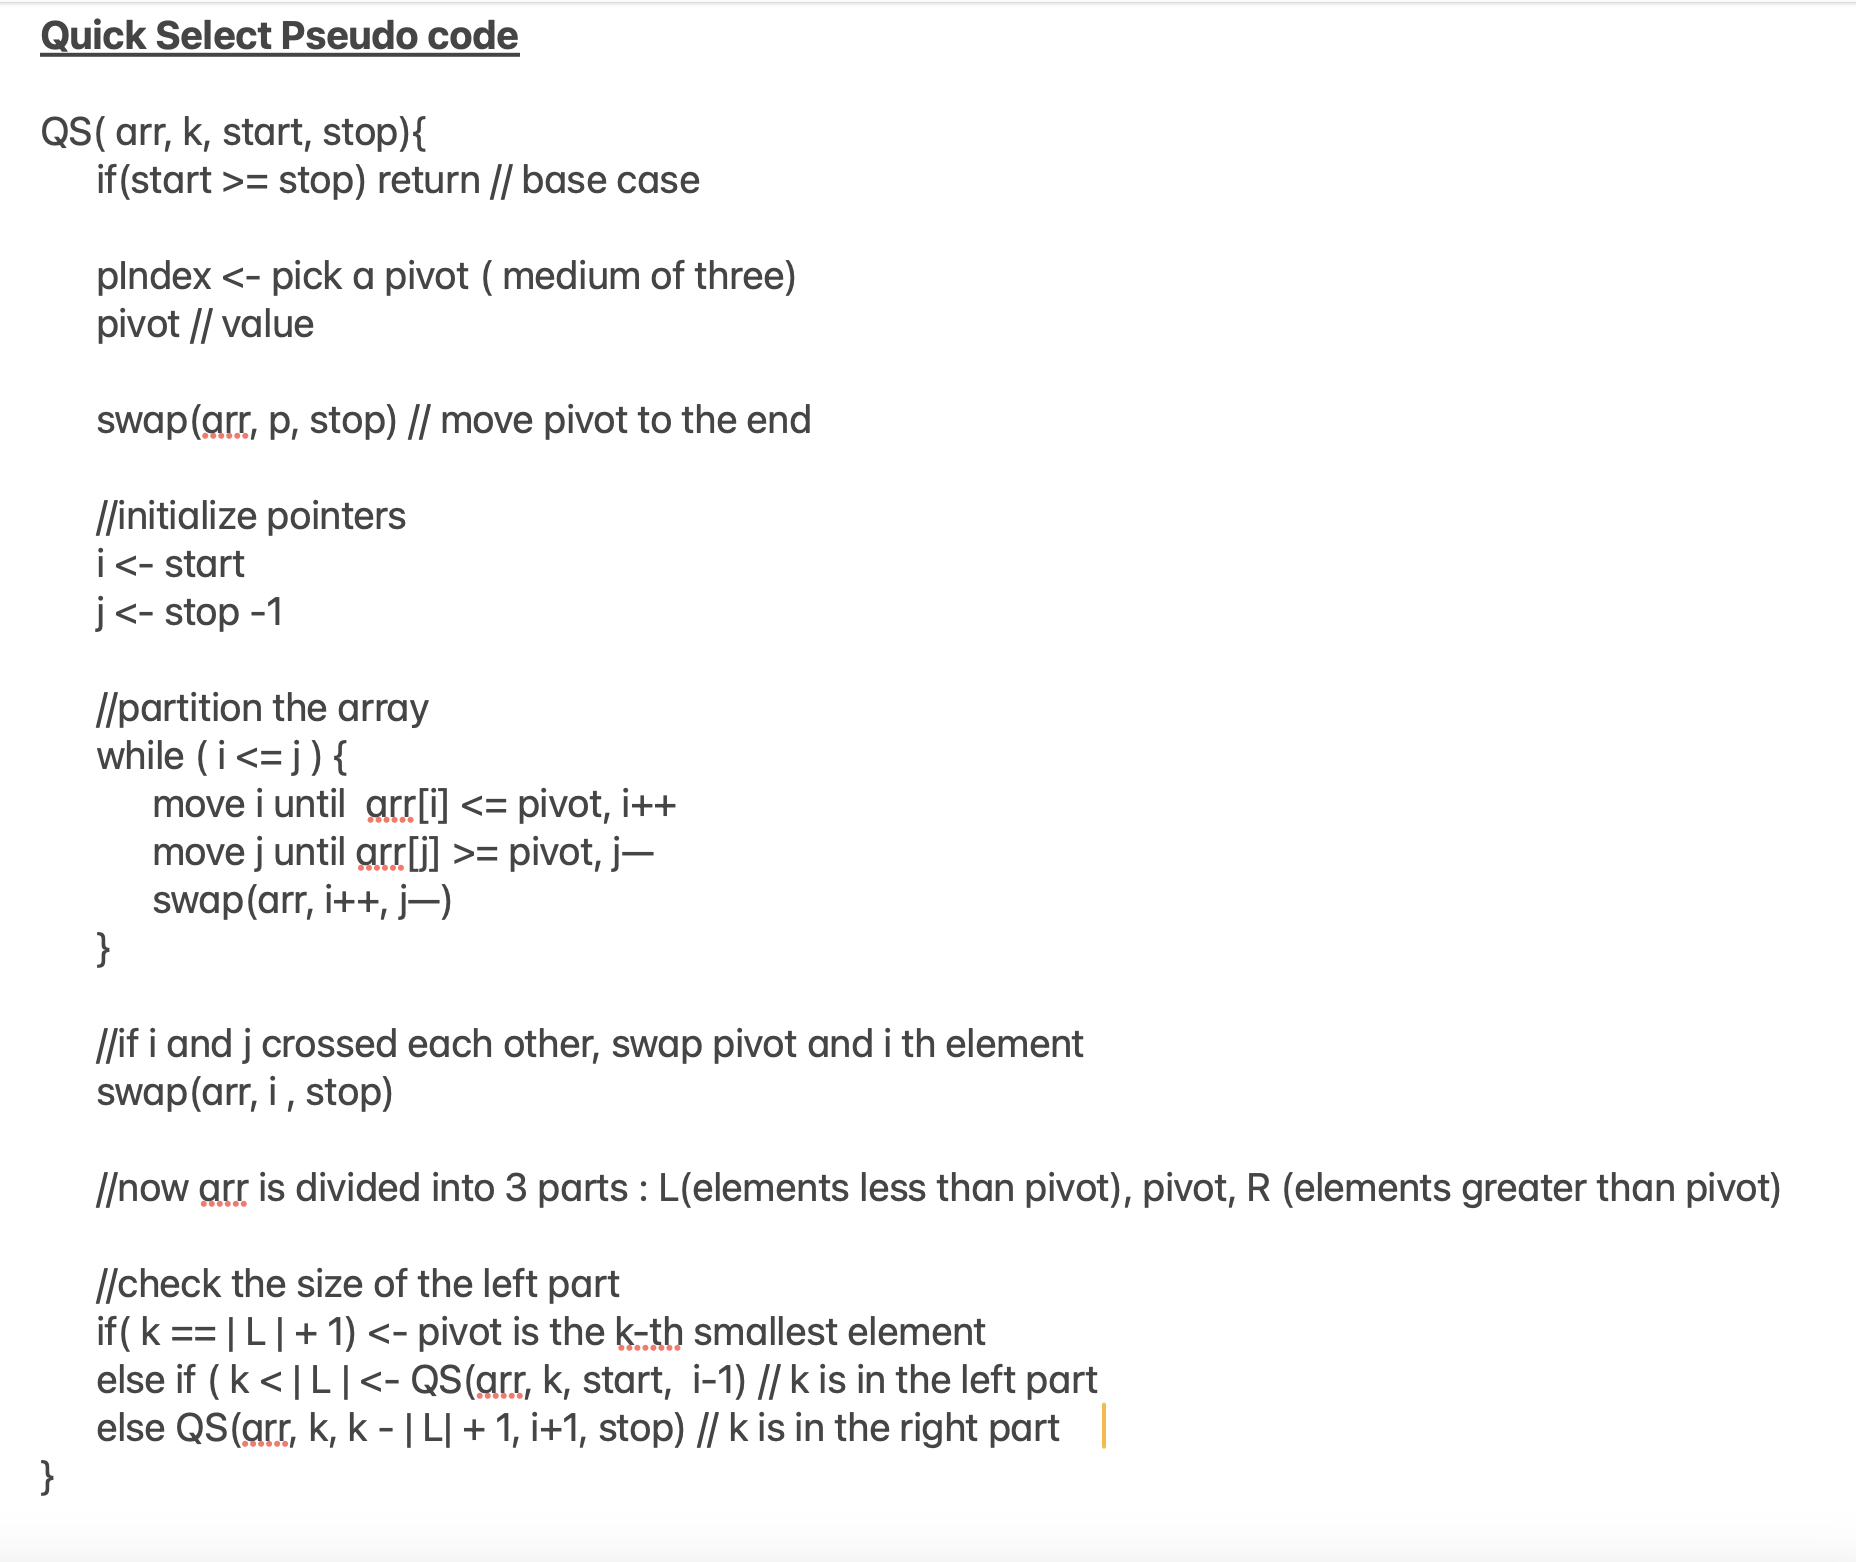 Quick Select Pseudo code
QS( arr, k, start, stop){
if(start >= stop) return // base case
pIndex <- pick a pivot ( medium of three)
pivot // value
swap(arr, p, stop) // move pivot to the end
//initialize pointers
i <- start
j <- stop -1
//partition the array
while ( i <= j ) {
move i until  arr[i] <= pivot, i++
move j until arr[j] >= pivot, j—
swap(arr, i++, j—)
}
//if i and j crossed each other, swap pivot and i th element
swap(arr, i , stop)
//now arr is divided into 3 parts : L(elements less than pivot), pivot, R (elements greater than pivot)
//check the size of the left part
if( k == | L | + 1) <- pivot is the k-th smallest element
else if ( k < | L | <- QS(arr, k, start,  i-1) // k is in the left part
else QS(arr, k, k - | L| + 1, i+1, stop) // k is in the right part
}